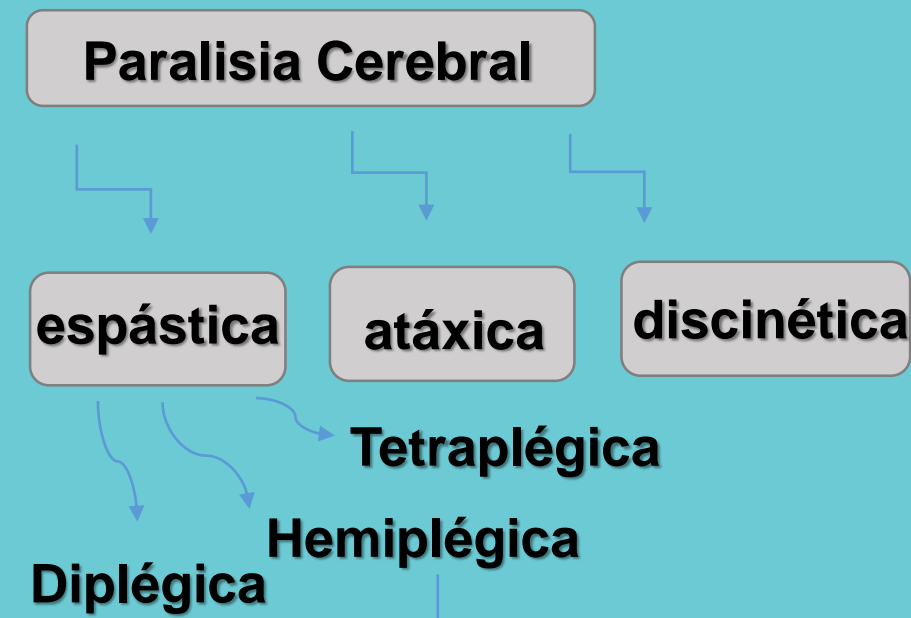 Paralisia Cerebral
espástica
atáxica
discinética
Tetraplégica
Hemiplégica
Diplégica